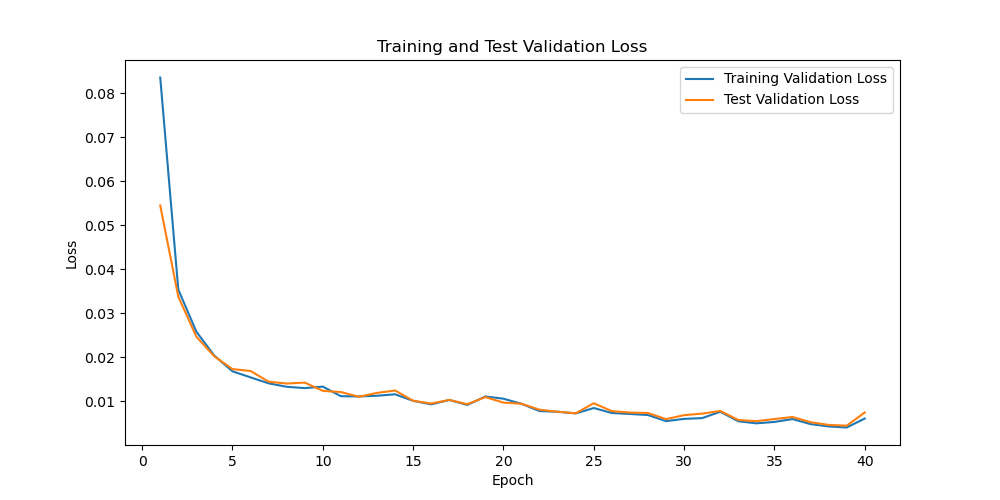 Training and Test Validation Loss
Training Validation Loss
Test Validation Loss
0.08
0.07
0.06
0.05
0.04
0.03
0.02
0.01
Loss
0 5 10 15 20 25 30 35 40
Epoch